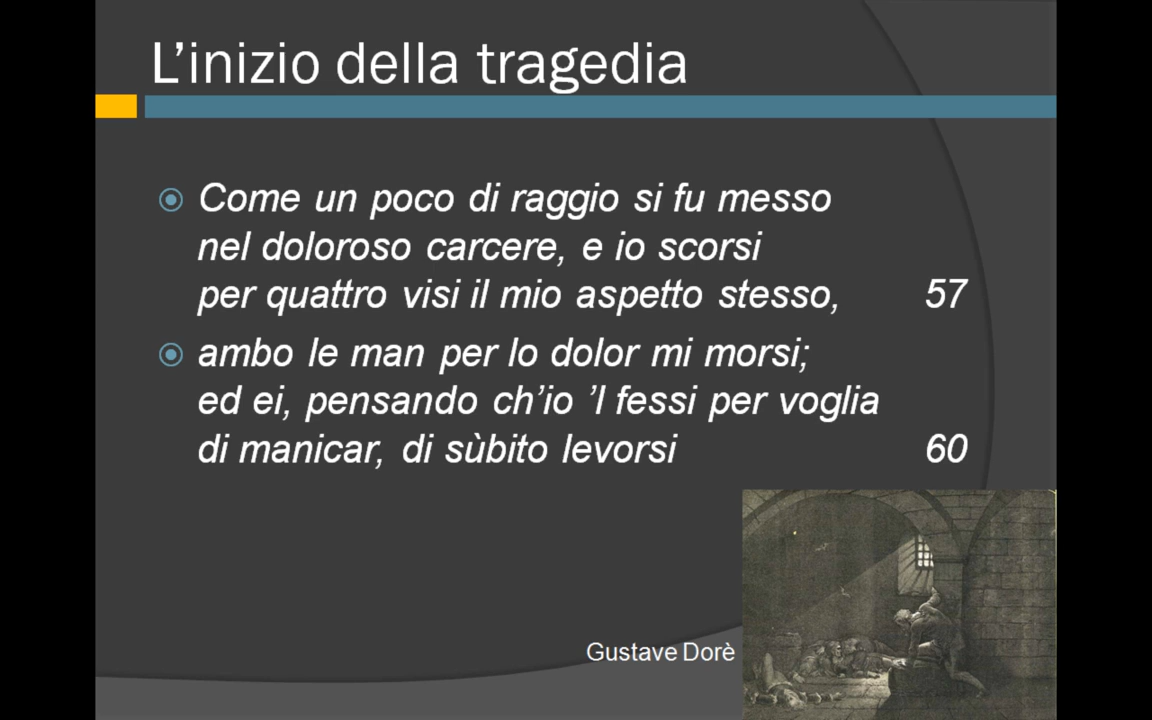 L’inizio della tragedia
Come un poco di raggio si fu messo
nel doloroso carcere, e io scorsi
per quattro visi il mio aspetto stesso, 57
ambo le man per lo dolor mi morsi;
ed ei, pensando ch’io ’l fessi per voglia
di manicar, di sùbito levorsi 60
Gustave Dorè